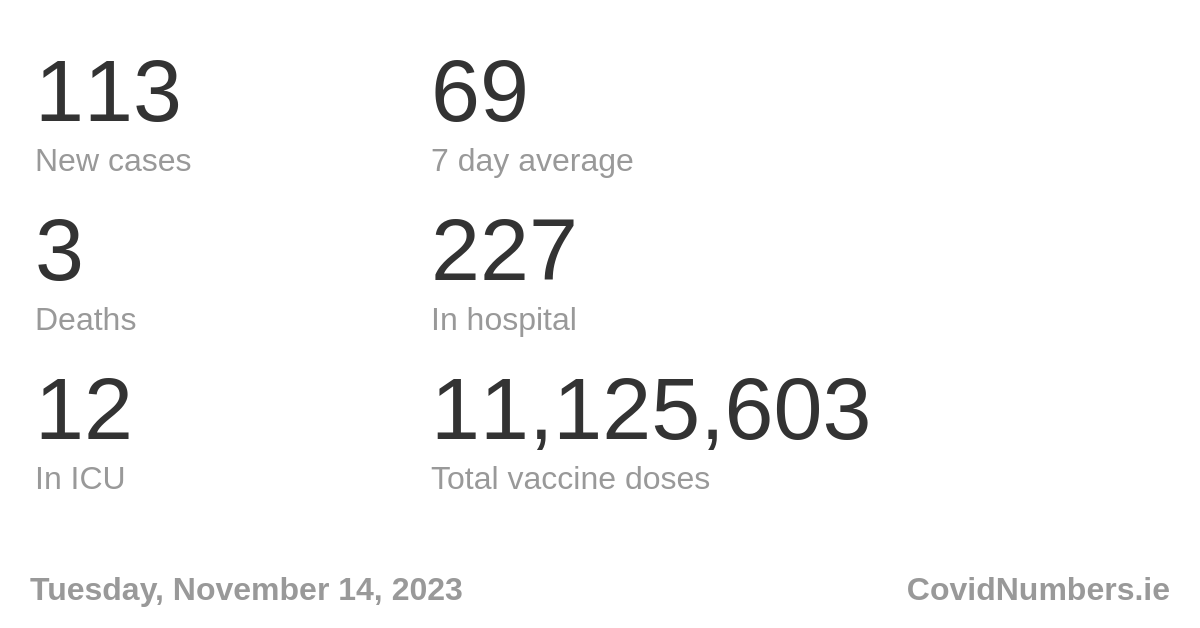 113
69
New cases
7 day average
3
227
Deaths
In hospital
12
11,125,603
In ICU
Total vaccine doses
Tuesday, November 14, 2023
CovidNumbers.ie